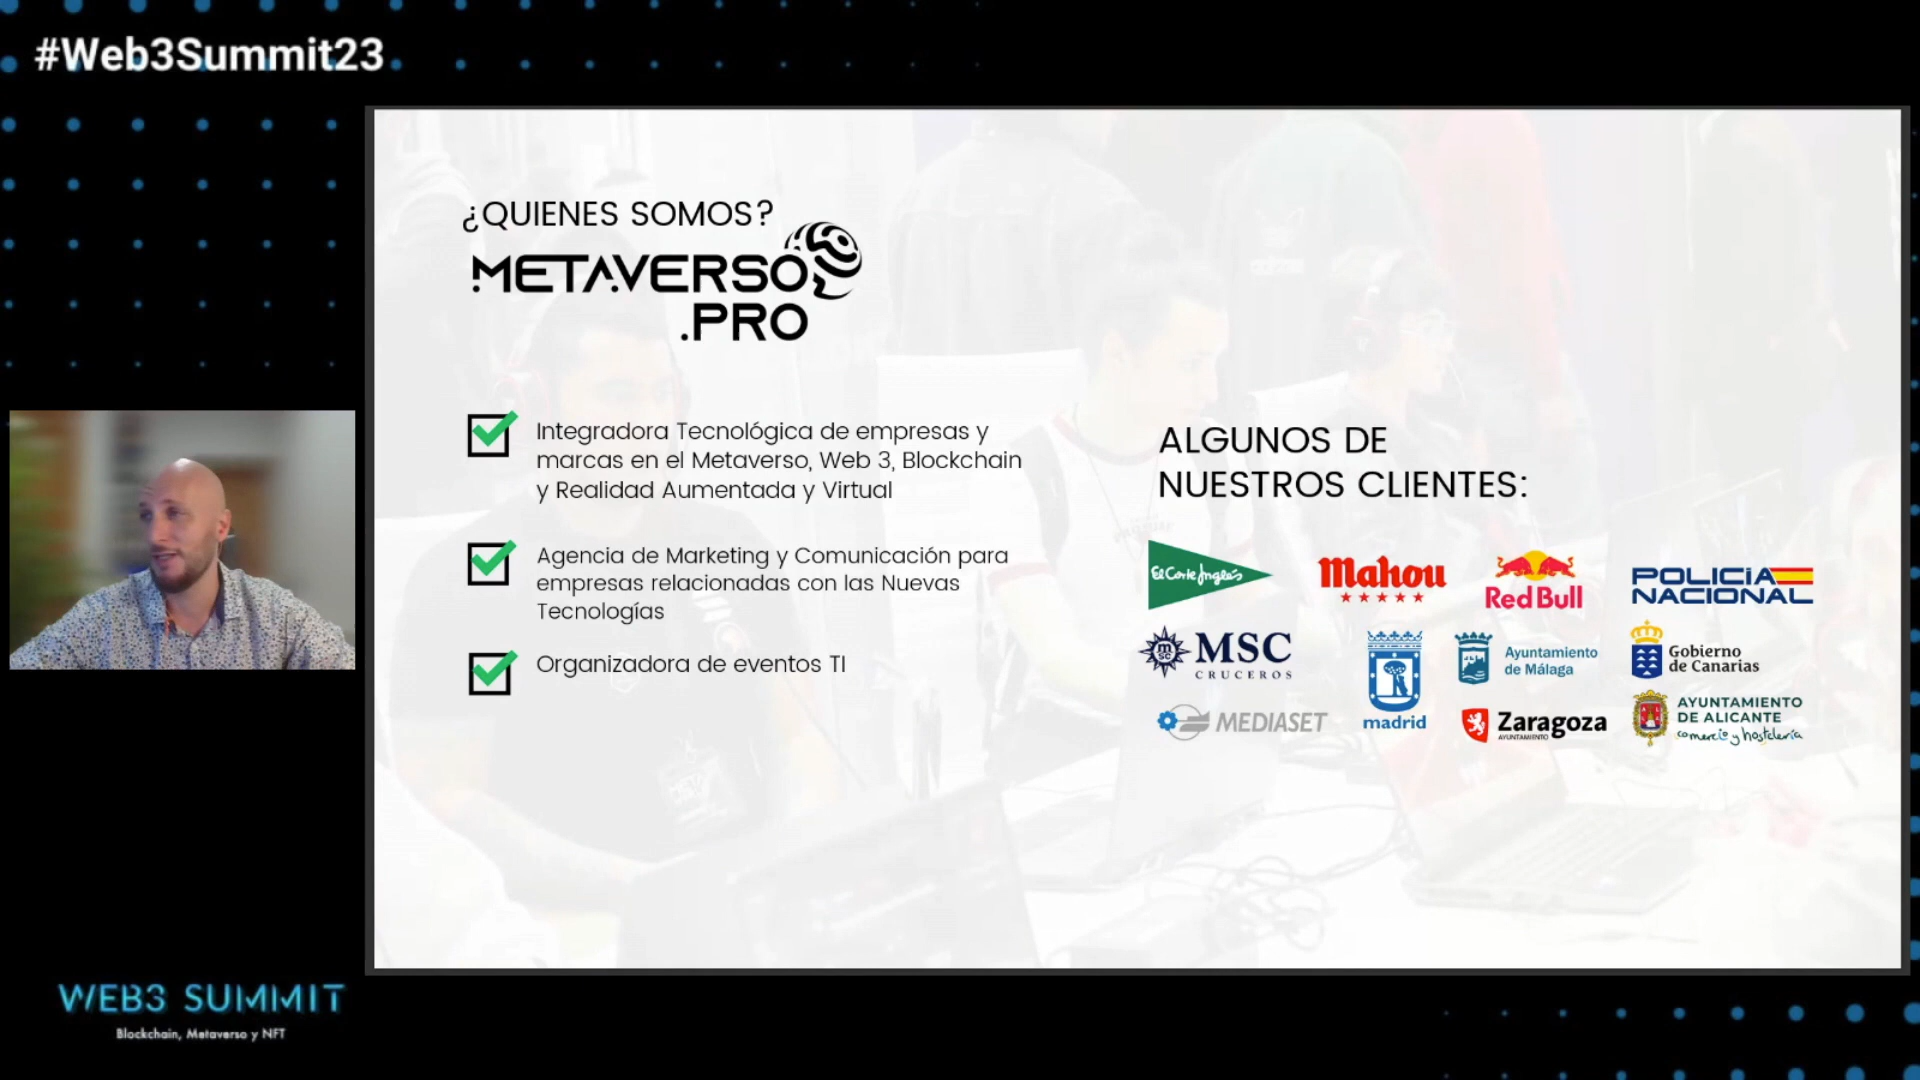 #Web3Summit23
¿QUIENES SOMOS?
METAVERSO
.PRO
Integradora Tecnológica de empresas y
marcas en el Metaverso, Web 3, Blockchain
y Realidad Aumentada y Virtual
Agencia de Marketing y Comunicación para
empresas relacionadas con las Nuevas
Tecnologías
Organizadora de eventos TI
ALGUNOS DE
NUESTROS CLIENTES:
El Corte Inglés
Mahou
Red Bull
POLICIA
NACIONAL
MSC
MSC
CRUCEROS
madrid
Ayuntamiento
de Málaga
Gobierno
de Canarias
MEDIASET
Zaragoza
AYUNTAMIENTO
AYUNTAMIENTO
DE ALICANTE
comercio y hostelería
WEB3 SUMMIT
Blockchain, Metaverso y NFT